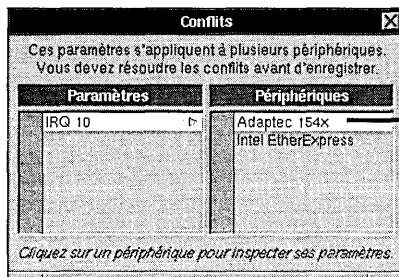 Conflits
Ces paramètres s'appliquent à plusieurs périphériques.
Vous devez résoudre les conflits avant d'enregistrer.
Paramètres
Périphériques
IRQ 10
Adaptec 154x
Intel EtherExpress
Cliquez sur un périphérique pour inspecter ses paramètres.